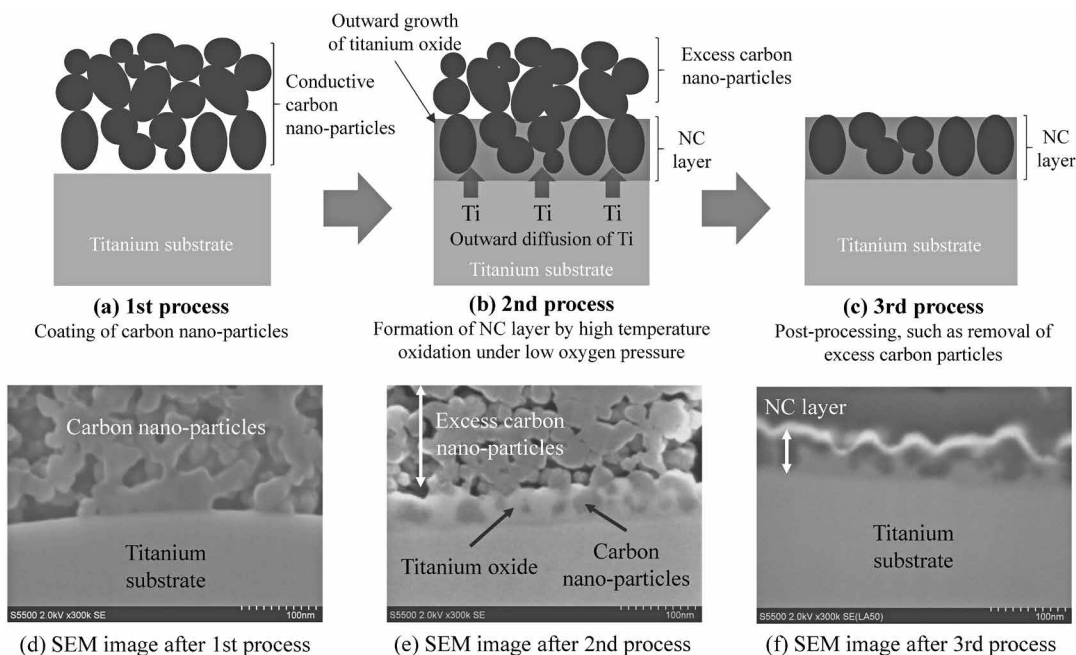 Outward growth
of titanium oxide
Conductive
carbon
nano-particles
Excess carbon
nano-particles
NC
layer
NC
layer
Titanium substrate
Ti Ti Ti
Outward diffusion of Ti
Titanium substrate
Titanium substrate
(a) 1st process
Coating of carbon nano-particles
(b) 2nd process
Formation of NC layer by high temperature
oxidation under low oxygen pressure
(c) 3rd process
Post-processing, such as removal of
excess carbon particles
Carbon nano-particles
Titanium
substrate
S5500 2.0kV x300k SE
100nm
Excess carbon
nano-particles
Titanium oxide
Carbon
nano-particles
S5500 2.0kV x300k SE
100nm
NC layer
Titanium
substrate
S5500 2.0kV x300k SE(LA50)
100nm
(d) SEM image after 1st process
(e) SEM image after 2nd process
(f) SEM image after 3rd process